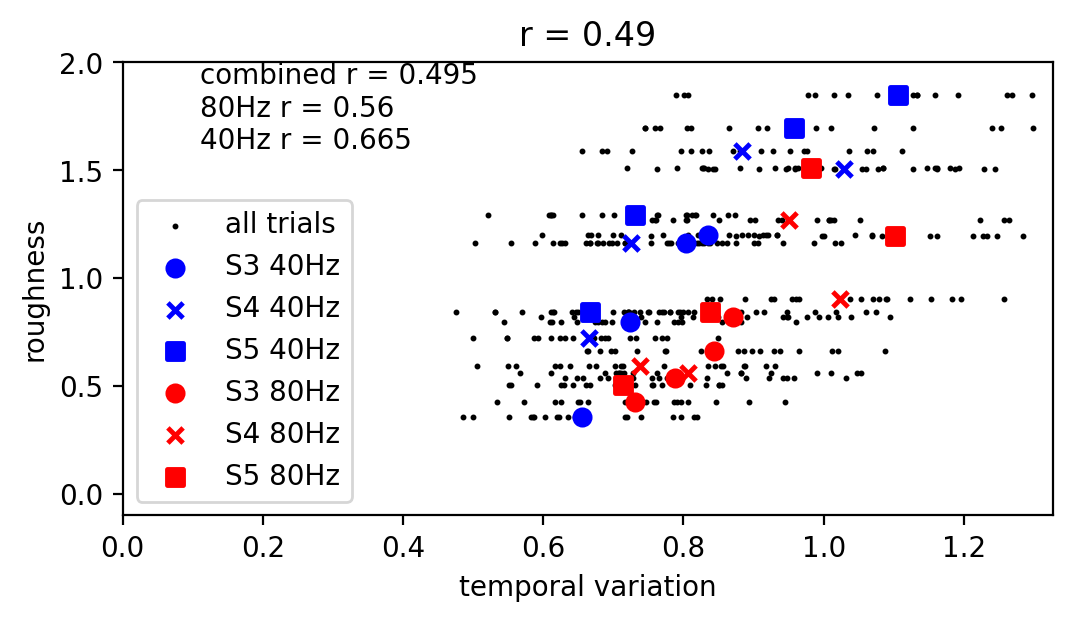 r = 0.49
combined r = 0.495
80Hz r = 0.56
40Hz r = 0.665
all trials
S3 40Hz
S4 40Hz
S5 40Hz
S3 80Hz
S4 80Hz
S5 80Hz
roughness
2.0
1.5
1.0
0.5
0.0
0.0 0.2 0.4 0.6 0.8 1.0 1.2
temporal variation